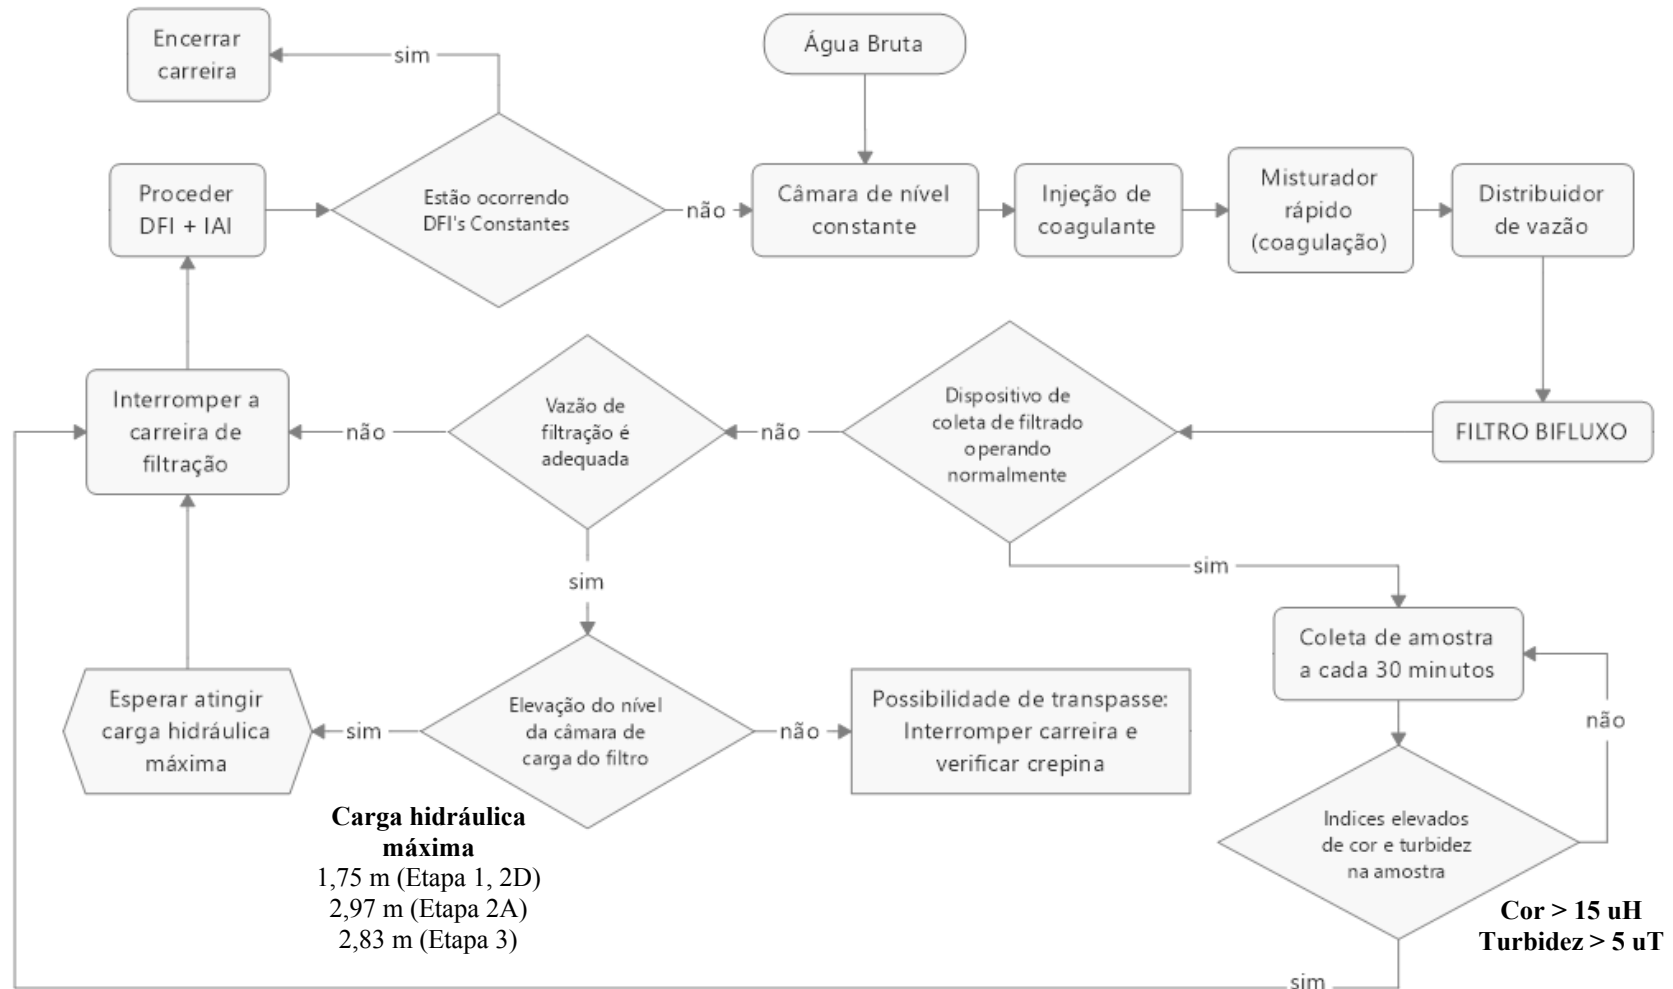 Encerrar
carreira
sim
Água Bruta
Proceder
DFI + IAI
Estão ocorrendo
DFI's Constantes
não
Câmara de nível
constante
Injeção de
coagulante
Misturador
rápido
(coagulação)
Distribuidor
de vazão
Interromper a
carreira de
filtração
não
Vazão de
filtração é
adequada
não
Dispositivo de
coleta de filtrado
operando
normalmente
FILTRO BIFLUXO
sim
sim
Coleta de amostra
a cada 30 minutos
não
Esperar atingir
carga hidráulica
máxima
sim
Elevação do nível
da câmara de
carga do filtro
não
Possibilidade de transpasse:
Interromper carreira e
verificar crepina
Carga hidráulica
máxima
1,75 m (Etapa 1, 2D)
2,97 m (Etapa 2A)
2,83 m (Etapa 3)
Indices elevados
de cor e turbidez
na amostra
Cor > 15 uH
Turbidez > 5 uT
sim